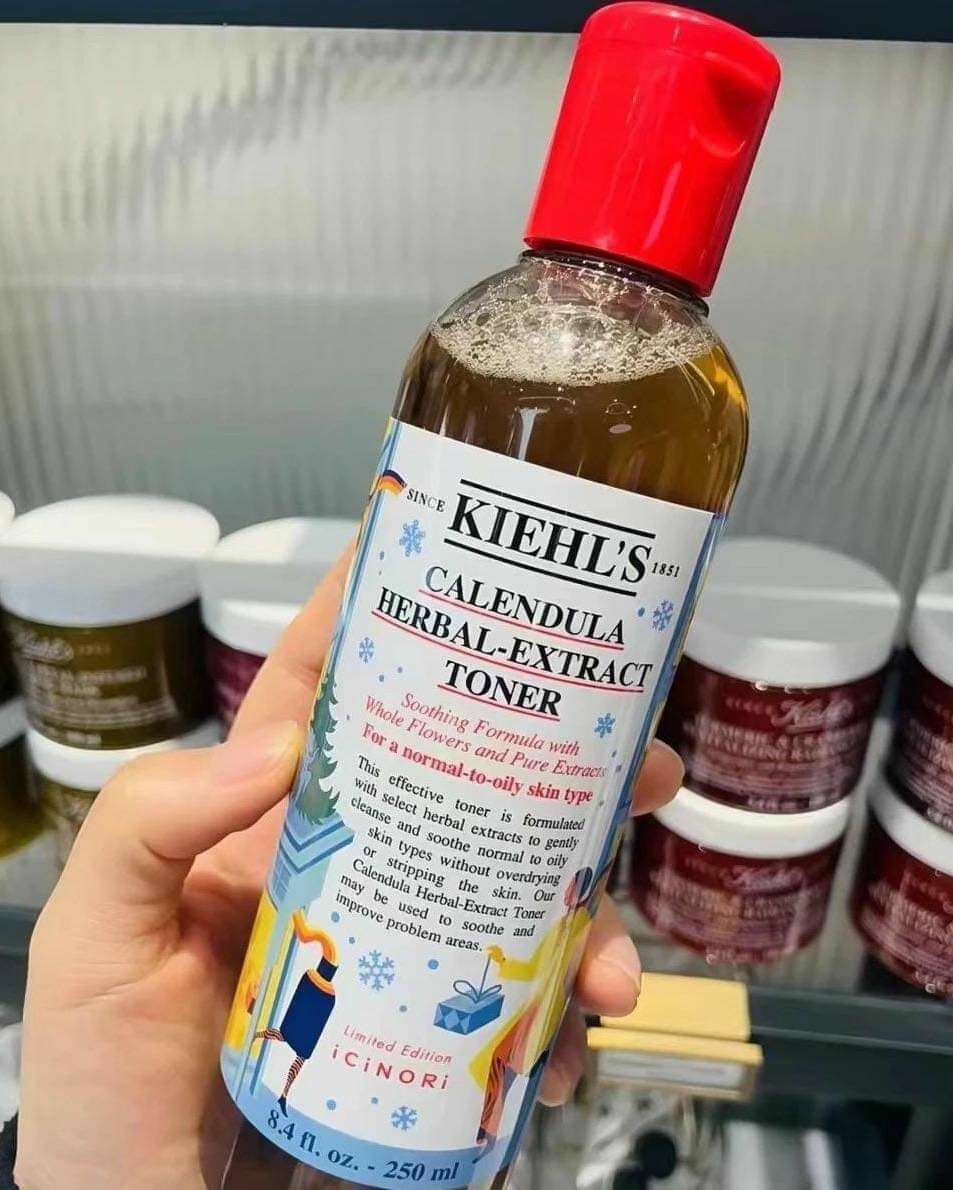 SINCE KIEHL'S 1851
CALENDULA
HERBAL-EXTRACT
TONER
Soothing Formula with
Whole Flowers and Pure Extracts
For a normal-to-oily skin type
This effective toner is formulated
with select herbal extracts to gently
cleanse and soothe normal to oily
skin types without overdrying
or stripping the skin. Our
Calendula Herbal-Extract Toner
may be used to soothe and
improve problem areas.
Limited Edition
iCiNORi
8.4 fl. oz. - 250 ml
Kiehl's
Kiehl's